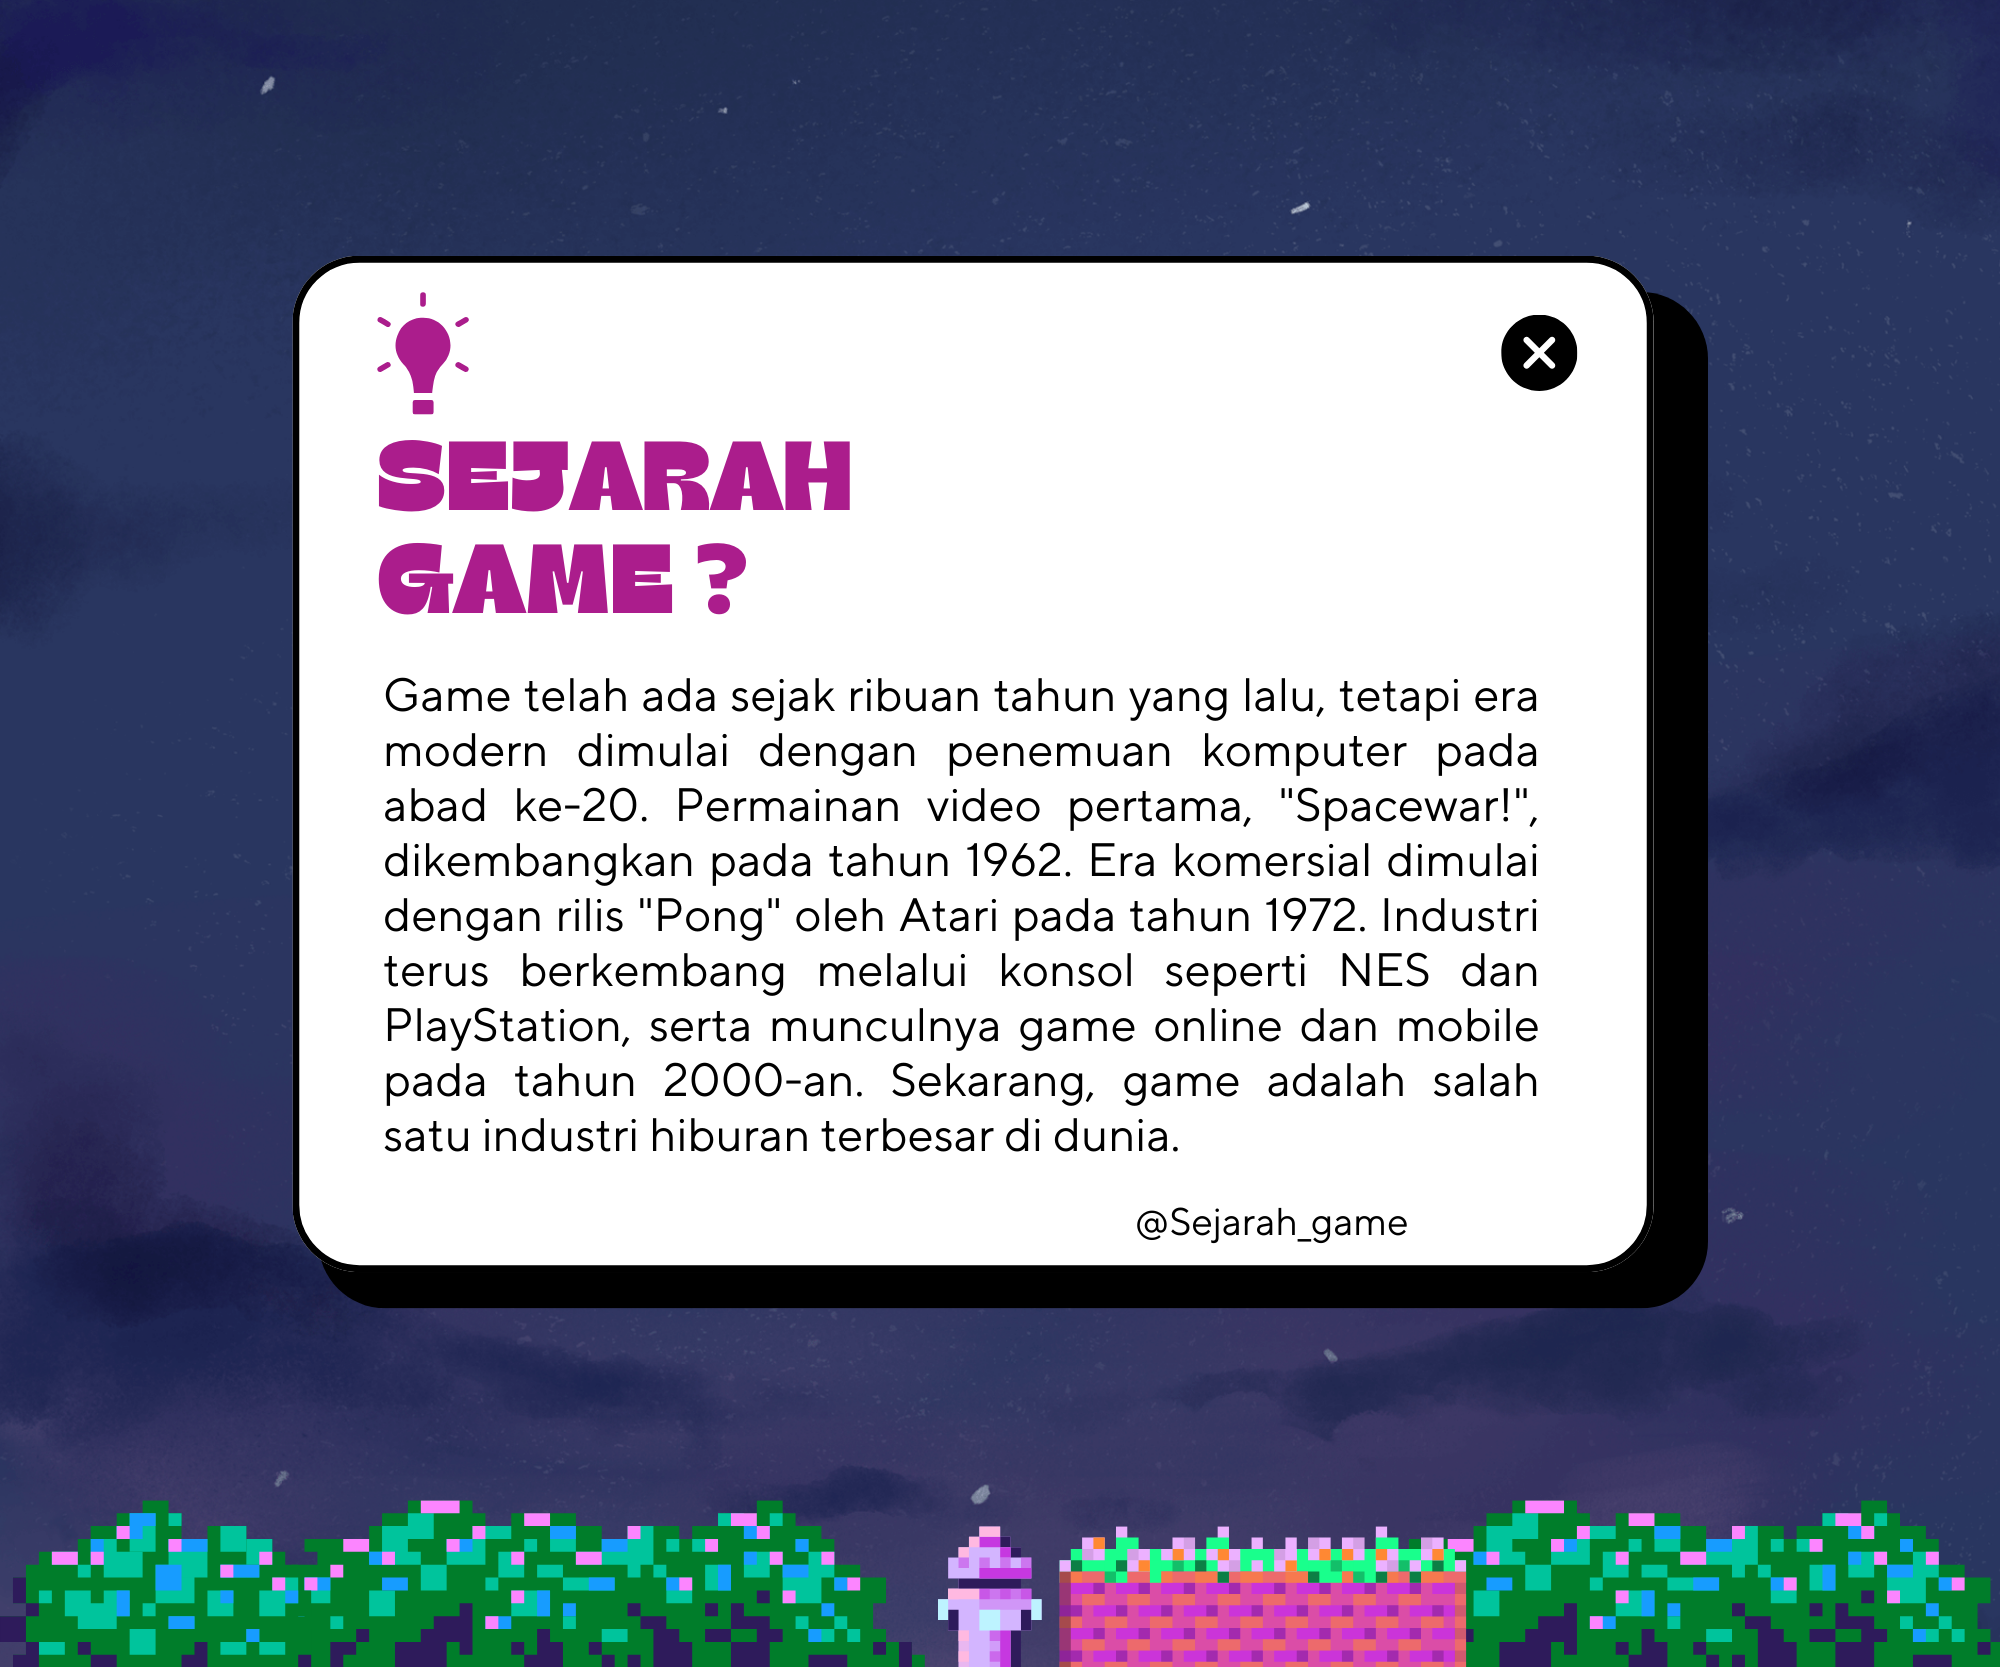 SEJARAH
GAME ?
Game telah ada sejak ribuan tahun yang lalu, tetapi era
modern dimulai dengan penemuan komputer pada
abad ke-20. Permainan video pertama, "Spacewar!",
dikembangkan pada tahun 1962. Era komersial dimulai
dengan rilis "Pong" oleh Atari pada tahun 1972. Industri
terus berkembang melalui konsol seperti NES dan
PlayStation, serta munculnya game online dan mobile
pada tahun 2000-an. Sekarang, game adalah salah
satu industri hiburan terbesar di dunia.
@Sejarah_game